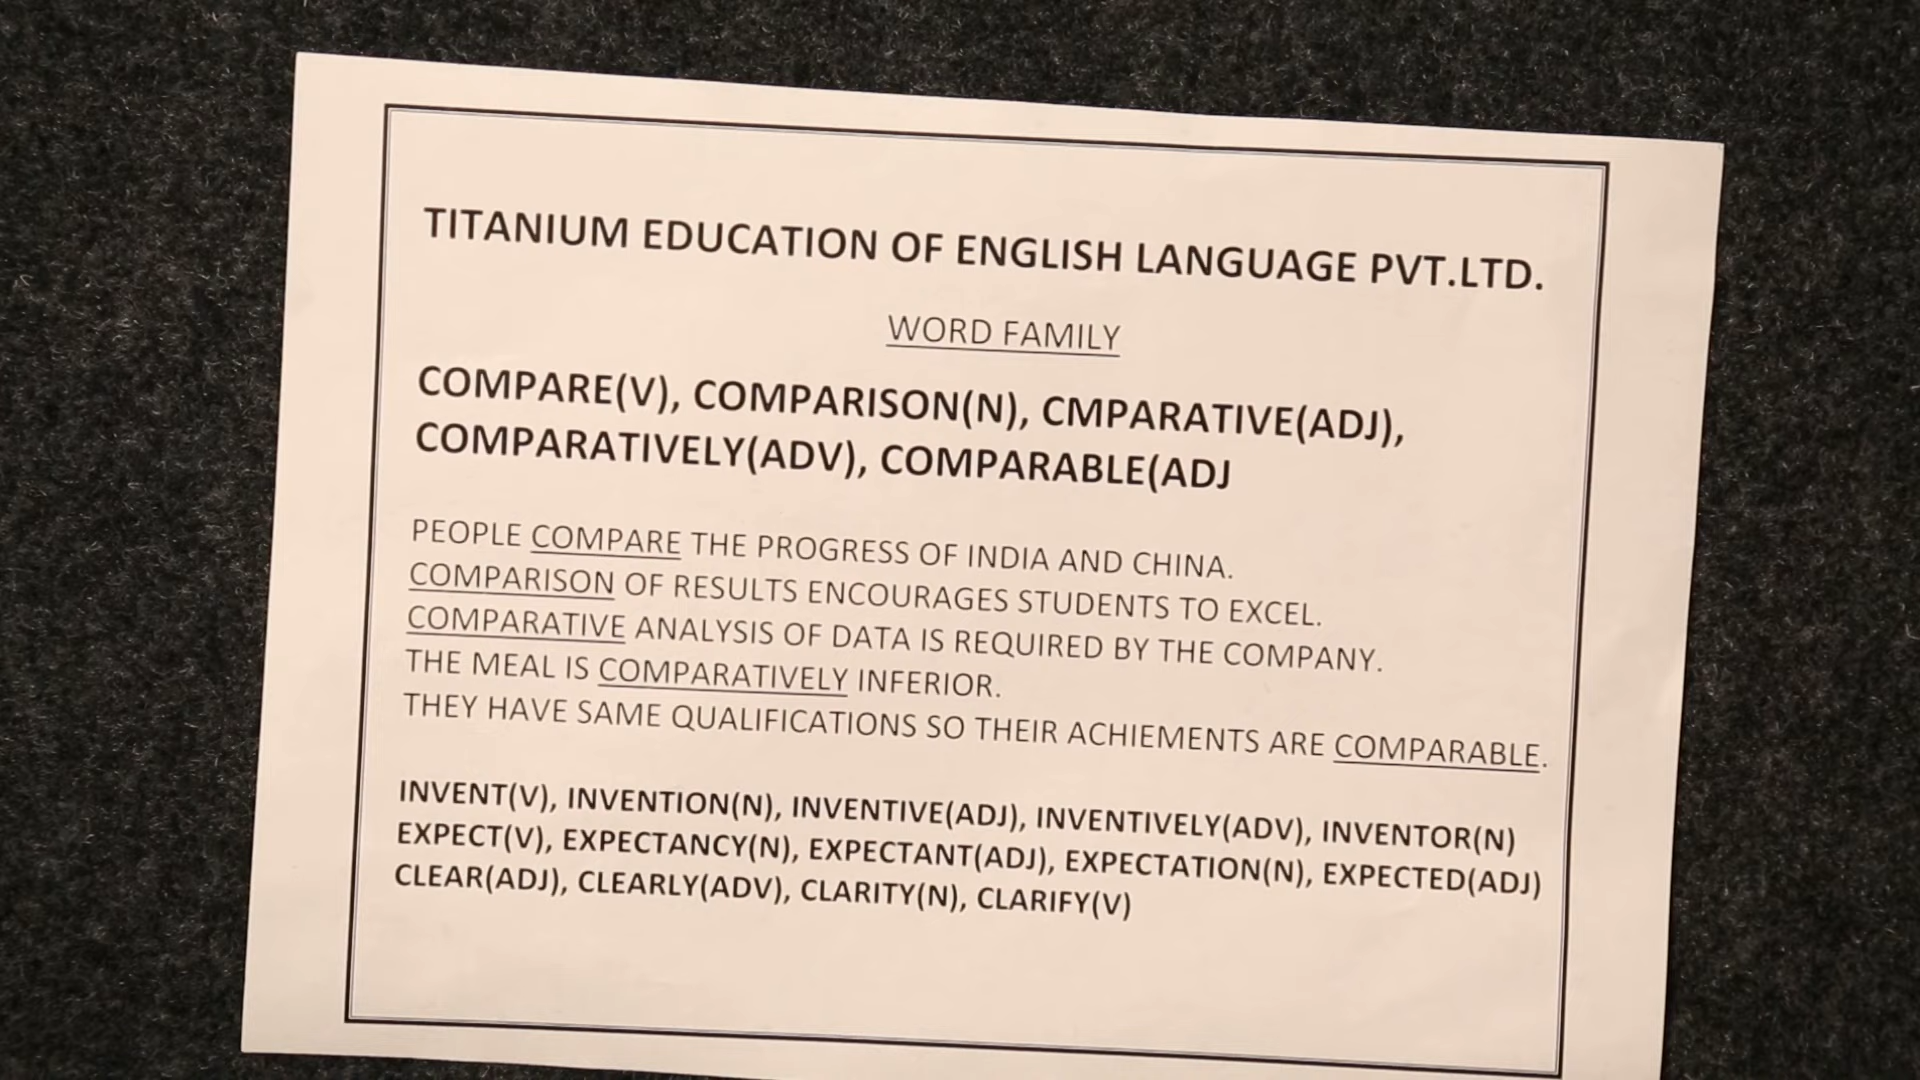 TITANIUM EDUCATION OF ENGLISH LANGUAGE PVT.LTD.
WORD FAMILY
COMPARE(V), COMPARISON(N), CMPARATIVE(ADJ),
COMPARATIVELY(ADV), COMPARABLE(ADJ
PEOPLE COMPARE THE PROGRESS OF INDIA AND CHINA.
COMPARISON OF RESULTS ENCOURAGES STUDENTS TO EXCEL.
COMPARATIVE ANALYSIS OF DATA IS REQUIRED BY THE COMPANY.
THE MEAL IS COMPARATIVELY INFERIOR.
THEY HAVE SAME QUALIFICATIONS SO THEIR ACHIEMENTS ARE COMPARABLE.
INVENT(V), INVENTION(N), INVENTIVE(ADJ), INVENTIVELY(ADV), INVENTOR(N)
EXPECT(V), EXPECTANCY(N), EXPECTANT(ADJ), EXPECTATION(N), EXPECTED(ADJ)
CLEAR(ADJ), CLEARLY(ADV), CLARITY(N), CLARIFY(V)